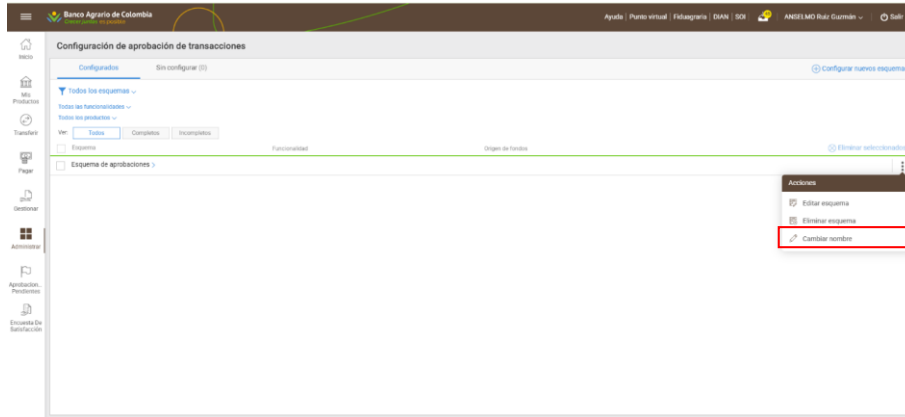 Banco Agrario de Colombia
Ayuda | Punto virtual | Fiduagraria | DIAN | SOI
ANSELMO Ruiz Guzmán
Salir
Inicio
Mis Productos
Transferir
Pagar
Gestionar
Administrar
Aprobacion... Pendientes
Encuesta De Satisfacción
Configuración de aprobación de transacciones
Configurados
Sin configurar (0)
Configurar nuevos esquema
Todos los esquemas
Todas las funcionalidades
Todos los productos
Ver: Todos Completos Incompletos
Esquema Funcionalidad Origen de fondos Eliminar seleccionados
Esquema de aprobaciones >
Acciones
Editar esquema
Eliminar esquema
Cambiar nombre